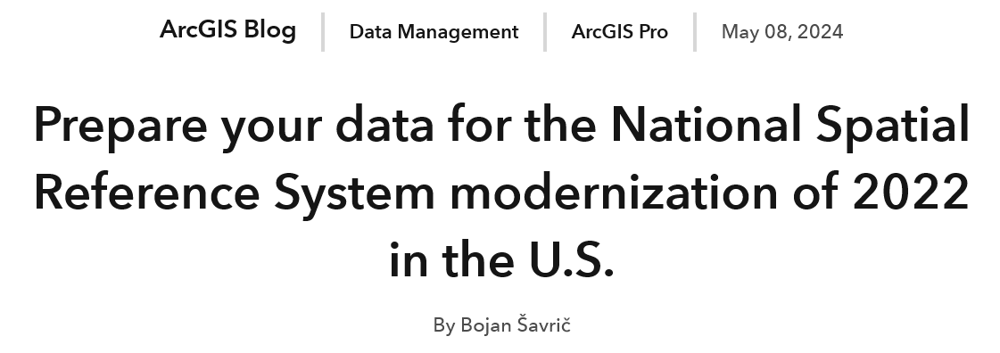 ArcGIS Blog Data Management ArcGIS Pro May 08, 2024
Prepare your data for the National Spatial
Reference System modernization of 2022
in the U.S.
By Bojan Šavrič